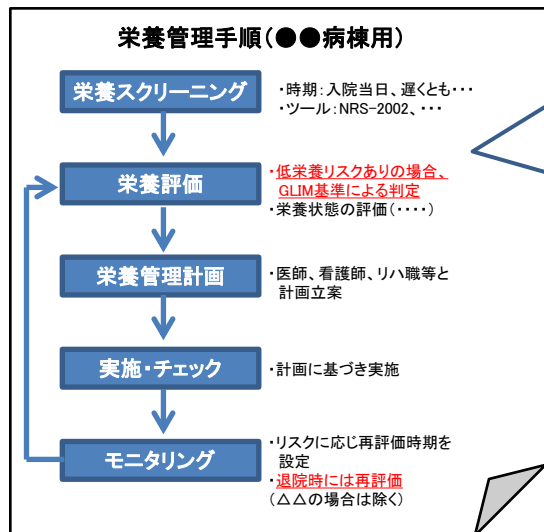 栄養管理手順(●●病棟用)
栄養スクリーニング
・時期:入院当日、遅くとも・・・
・ツール:NRS-2002、・・・
栄養評価
・低栄養リスクありの場合、
GLIM基準による判定
・栄養状態の評価(・・・・)
栄養管理計画
・医師、看護師、リハ職等と
計画立案
実施・チェック
・計画に基づき実施
モニタリング
・リスクに応じ再評価時期を
設定
・退院時には再評価
(△△の場合は除く)